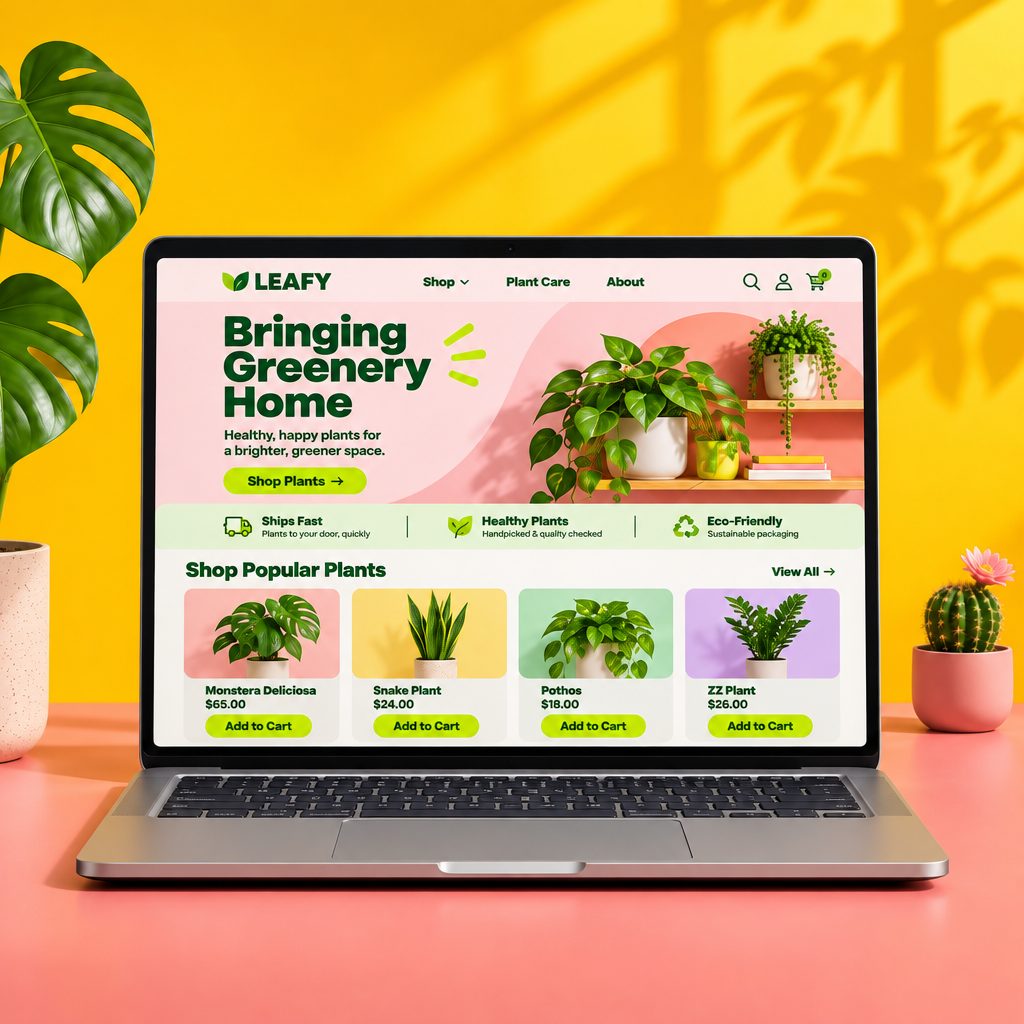 LEAFY
Shop
Plant Care
About
0
Bringing
Greenery
Home
Healthy, happy plants for
a brighter, greener space.
Shop Plants →
Ships Fast
Plants to your door, quickly
Healthy Plants
Handpicked & quality checked
Eco-Friendly
Sustainable packaging
Shop Popular Plants
View All →
Monstera Deliciosa
$65.00
Add to Cart
Snake Plant
$24.00
Add to Cart
Pothos
$18.00
Add to Cart
ZZ Plant
$26.00
Add to Cart